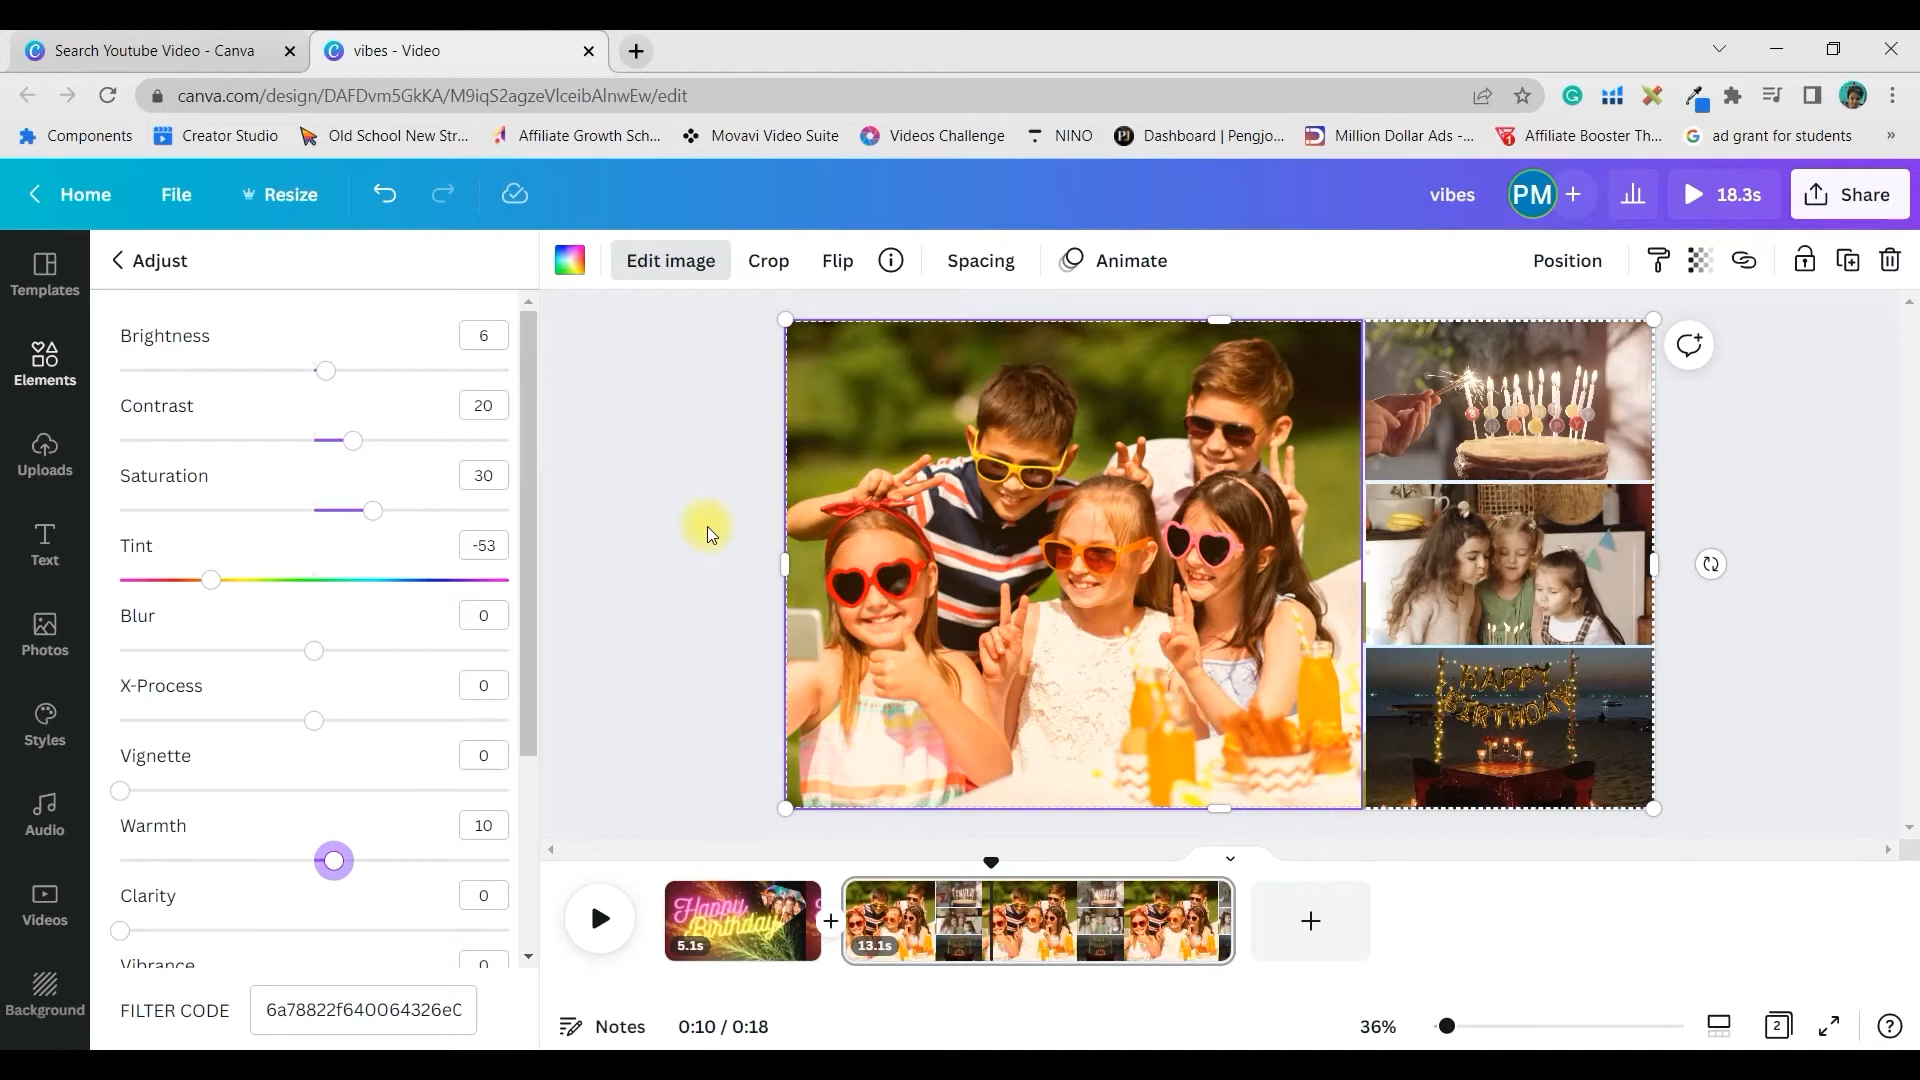 Search Youtube Video - Canva
vibes - Video
canva.com/design/DAFDvm5GkKA/M9iqS2agzeVlceibAlnwEw/edit
Components
Creator Studio
Old School New Str...
Affiliate Growth Sch...
Movavi Video Suite
Videos Challenge
NINO
Dashboard | Pengjo...
Million Dollar Ads -...
Affiliate Booster Th...
ad grant for students
»
Home
File
Resize
vibes
PM
+
18.3s
Share
Templates
Elements
Uploads
Text
Photos
Styles
Audio
Videos
Background
Adjust
Brightness 6
Contrast 20
Saturation 30
Tint -53
Blur 0
X-Process 0
Vignette 0
Warmth 10
Clarity 0
Vibrance 0
FILTER CODE
Edit image
Crop
Flip
Spacing
Animate
Position
HAPPY
BIRTHDAY
Happy
Birthday
5.1s
13.1s
Notes
0:10 / 0:18
36%
2
?